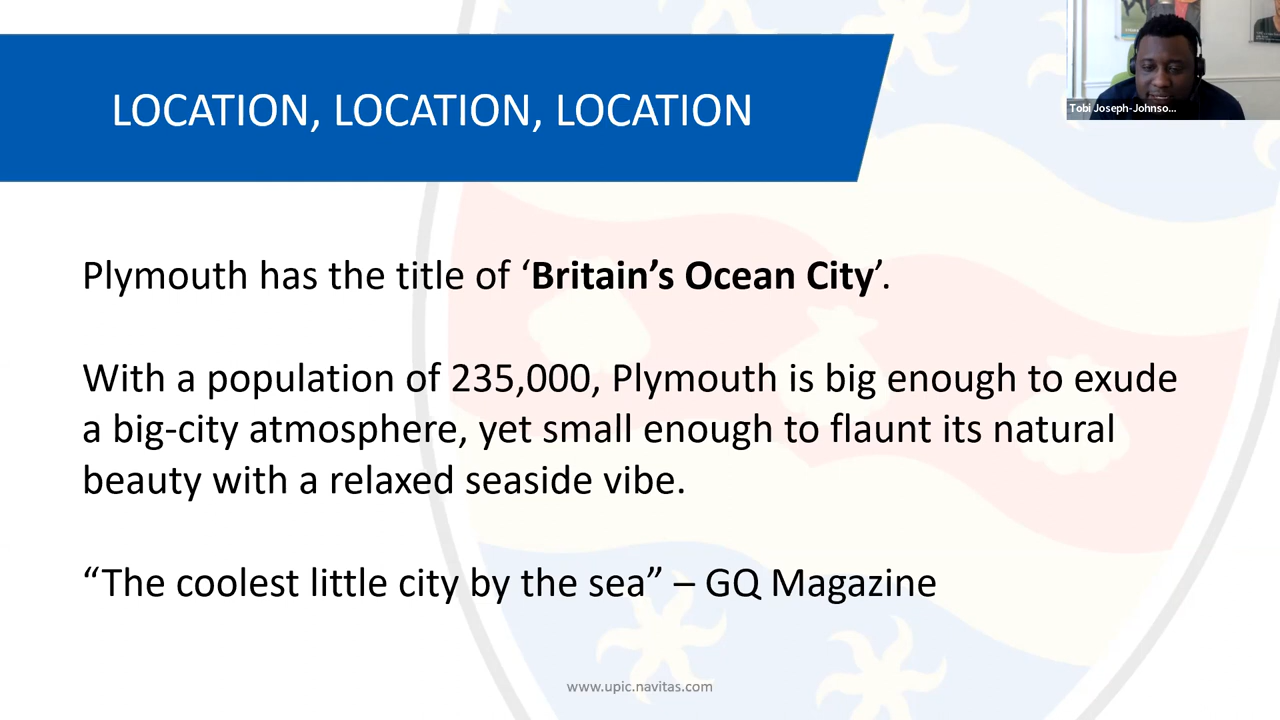 LOCATION, LOCATION, LOCATION
Tobi Joseph-Johnso...
Plymouth has the title of ‘Britain’s Ocean City’.
With a population of 235,000, Plymouth is big enough to exude
a big-city atmosphere, yet small enough to flaunt its natural
beauty with a relaxed seaside vibe.
“The coolest little city by the sea” – GQ Magazine
www.upic.navitas.com